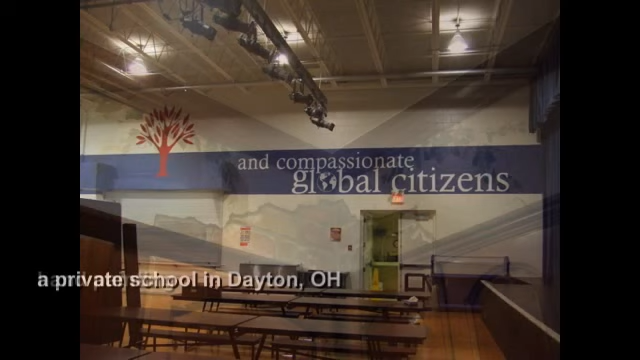 and compassionate
global citizens
a private school in Dayton, OH